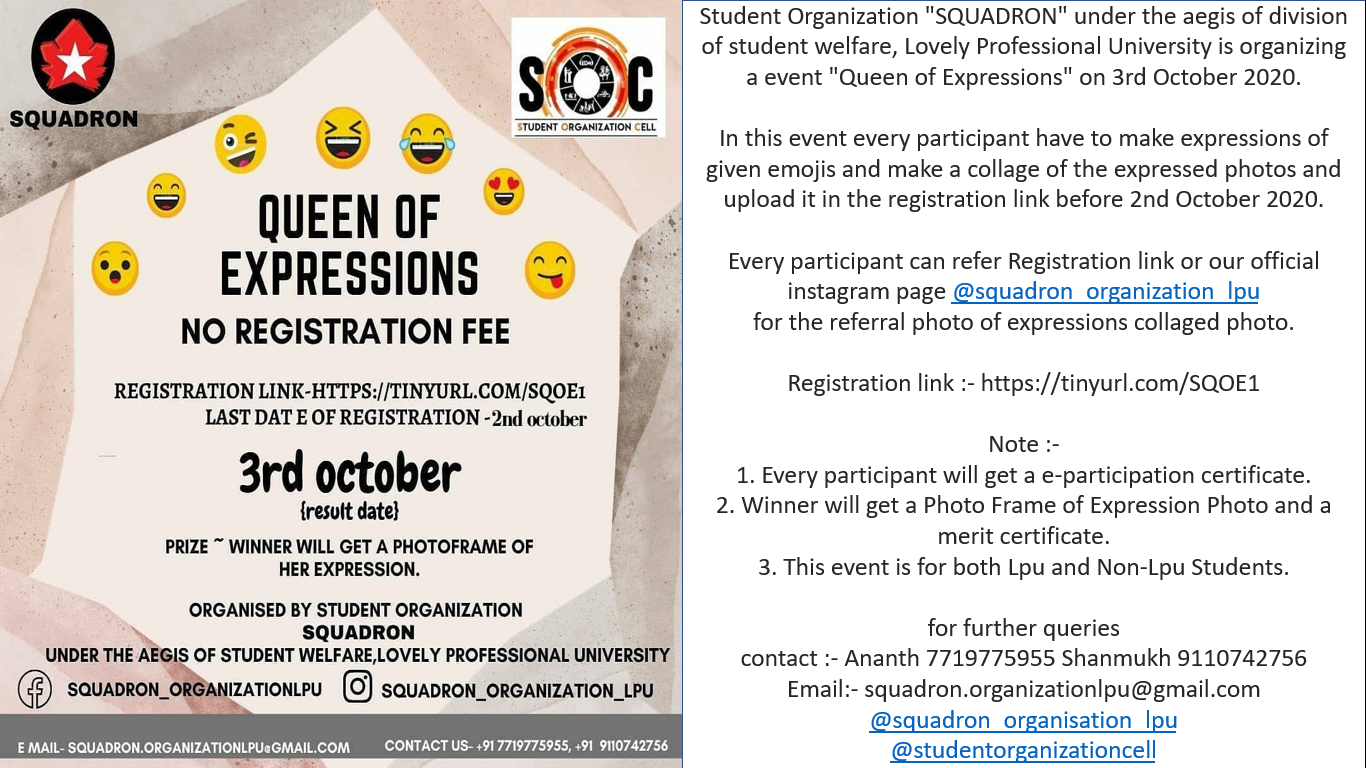 SQUADRON
SOC
STUDENT ORGANIZATION CELL
QUEEN OF
EXPRESSIONS
NO REGISTRATION FEE
REGISTRATION LINK-HTTPS://TINYURL.COM/SQOE1
LAST DAT E OF REGISTRATION -2nd october
3rd october
{result date}
PRIZE ~ WINNER WILL GET A PHOTOFRAME OF
HER EXPRESSION.
ORGANISED BY STUDENT ORGANIZATION
SQUADRON
UNDER THE AEGIS OF STUDENT WELFARE,LOVELY PROFESSIONAL UNIVERSITY
SQUADRON_ORGANIZATIONLPU
SQUADRON_ORGANIZATION_LPU
E MAIL- SQUADRON.ORGANIZATIONLPU@GMAIL.COM
CONTACT US- +91 7719775955, +91 9110742756
Student Organization "SQUADRON" under the aegis of division
of student welfare, Lovely Professional University is organizing
a event "Queen of Expressions" on 3rd October 2020.
In this event every participant have to make expressions of
given emojis and make a collage of the expressed photos and
upload it in the registration link before 2nd October 2020.
Every participant can refer Registration link or our official
instagram page @squadron_organization_lpu
for the referral photo of expressions collaged photo.
Registration link :- https://tinyurl.com/SQOE1
Note :-
1. Every participant will get a e-participation certificate.
2. Winner will get a Photo Frame of Expression Photo and a
merit certificate.
3. This event is for both Lpu and Non-Lpu Students.
for further queries
contact :- Ananth 7719775955 Shanmukh 9110742756
Email:- squadron.organizationlpu@gmail.com
@squadron_organisation_lpu
@studentorganizationcell